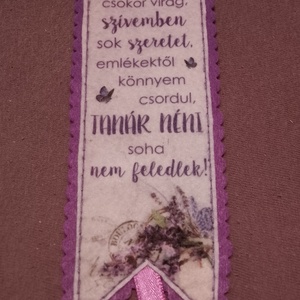 csokor virág,
szívemben
sok szeretet,
emlékektől
könnyem
csordul,
TANÁR NÉNI
soha
nem feledlek!